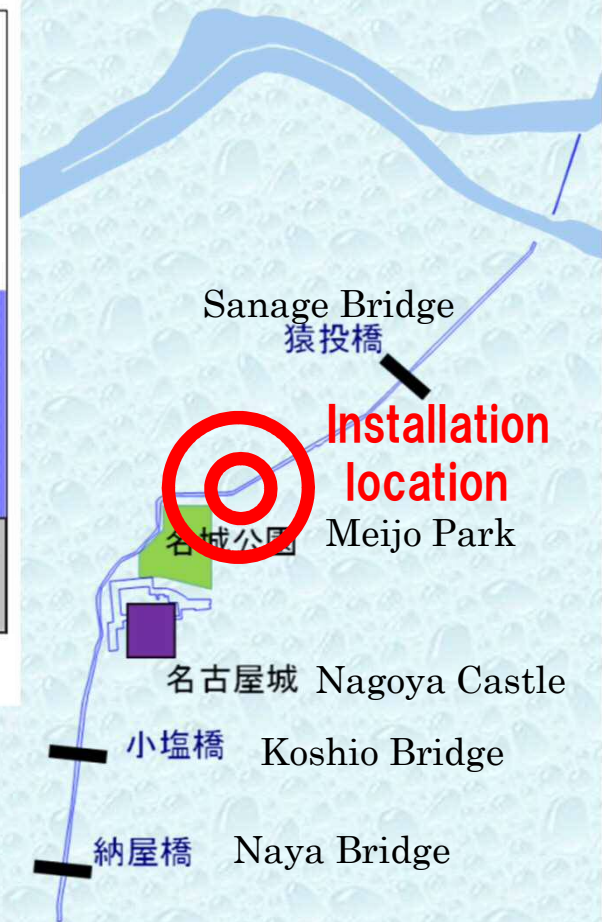 Sanage Bridge
猿投橋
Installation
location
名城公園 Meijo Park
名古屋城 Nagoya Castle
小塩橋 Koshio Bridge
納屋橋 Naya Bridge